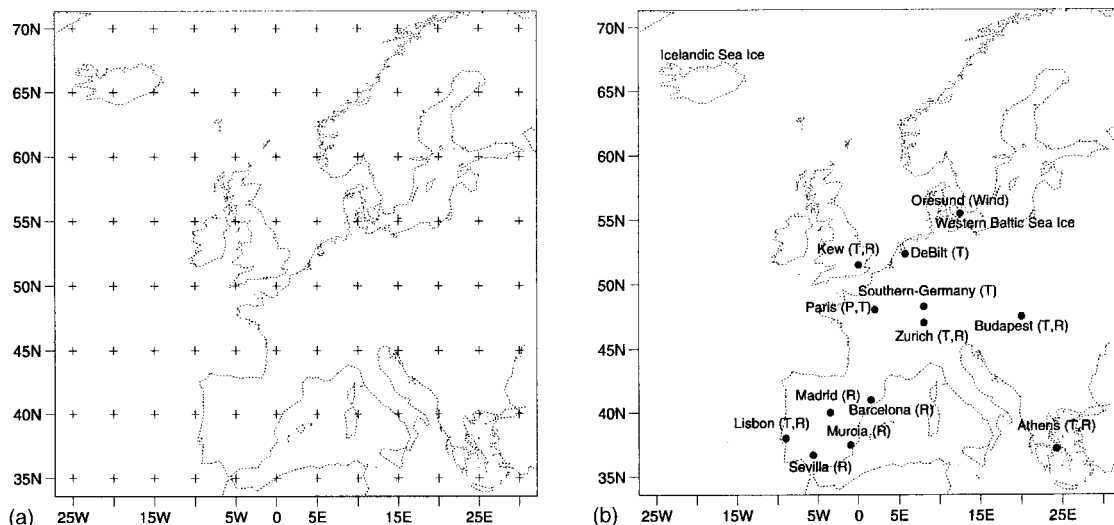 70N
65N
60N
55N
50N
45N
40N
35N
(a)
25W
15W
5W
0
5E
15E
25E
70N
65N
60N
55N
50N
45N
40N
35N
Icelandic Sea Ice
Oresund (Wind)
Western Baltic Sea Ice
Kew (T,R)
DeBilt (T)
Southern-Germany (T)
Paris (P,T)
Budapest (T,R)
Zurich (T,R)
Madrid (R)
Barcelona (R)
Lisbon (T,R)
Murcia (R)
Athens (T,R)
Sevilla (R)
(b)
25W
15W
5W
0
5E
15E
25E